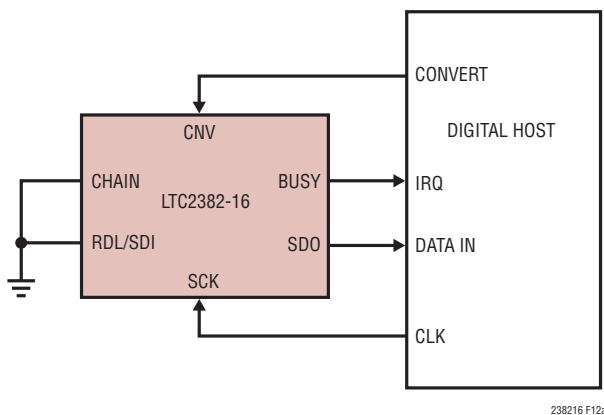 CONVERT
CNV
DIGITAL HOST
CHAIN
BUSY
IRQ
LTC2382-16
RDL/SDI
SDO
DATA IN
SCK
CLK
238216 F12a